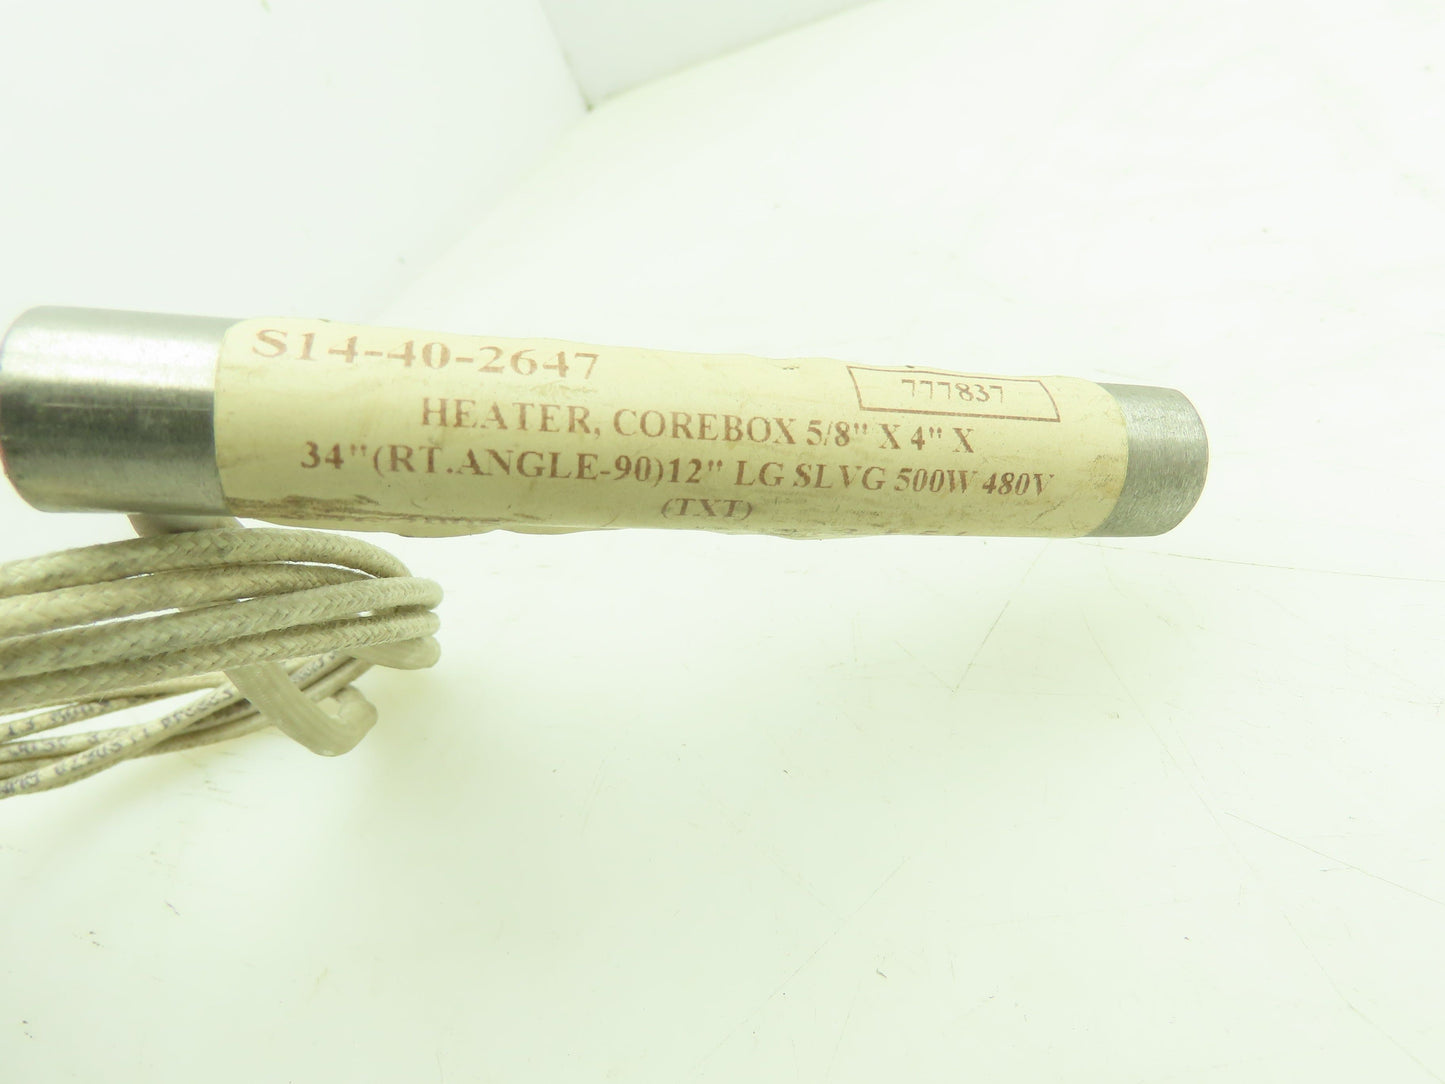 S14-40-2647
777837
HEATER, COREBOX 5/8" X 4" X
34"(RT.ANGLE-90)12" LG SLVG 500W 480V
(TXT)